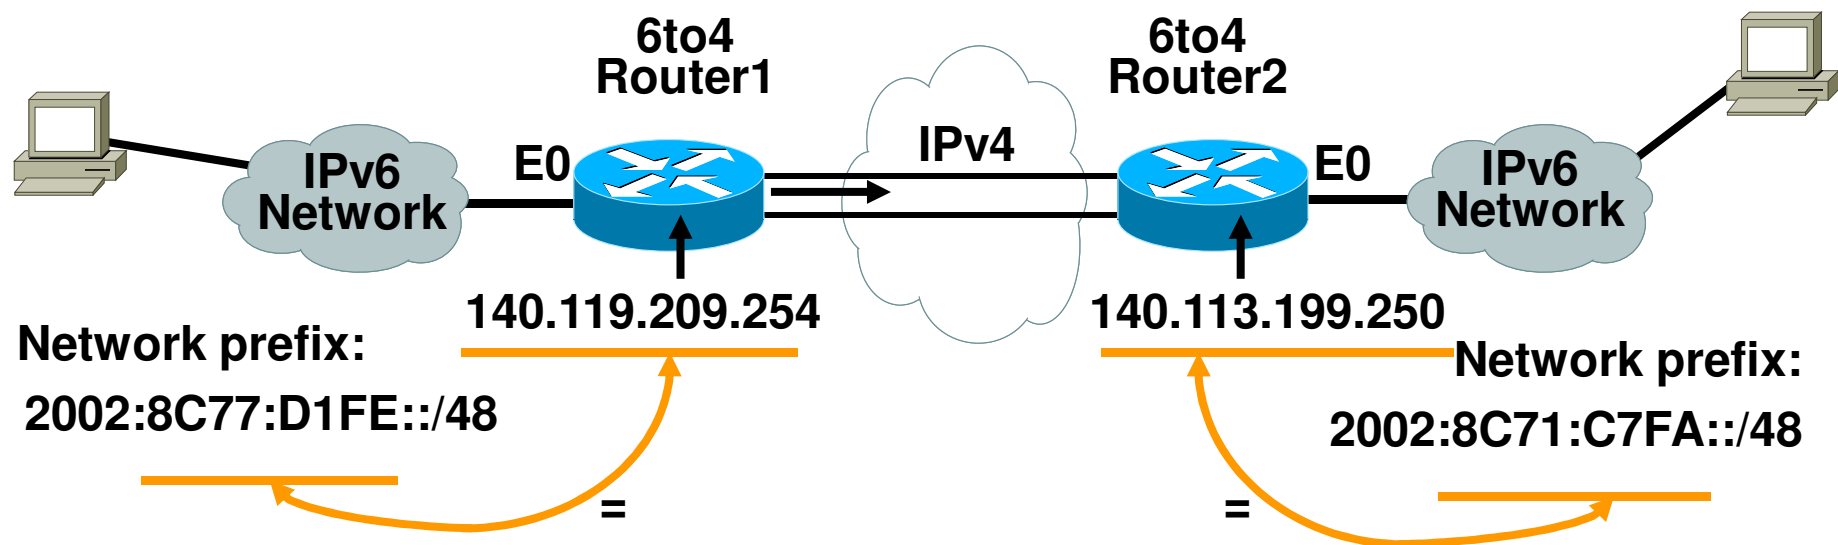 6to4
Router1
6to4
Router2
IPv6
Network
E0
IPv4
E0
IPv6
Network
140.119.209.254
140.113.199.250
Network prefix:
2002:8C77:D1FE::/48
Network prefix:
2002:8C71:C7FA::/48
=
=